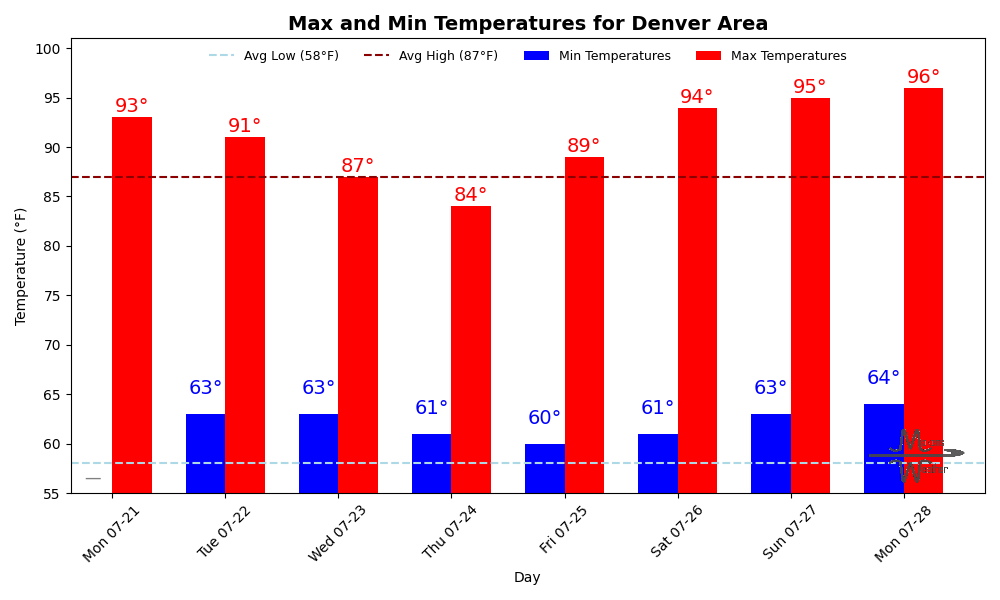 Max and Min Temperatures for Denver Area
Avg Low (58°F) Avg High (87°F) Min Temperatures Max Temperatures
100
95
90
85
80
75
70
65
60
55
Temperature (°F)
93° 91° 87° 84° 89° 94° 95° 96°
— 63° 63° 61° 60° 61° 63° 64°
Mon 07-21 Tue 07-22 Wed 07-23 Thu 07-24 Fri 07-25 Sat 07-26 Sun 07-27 Mon 07-28
Day